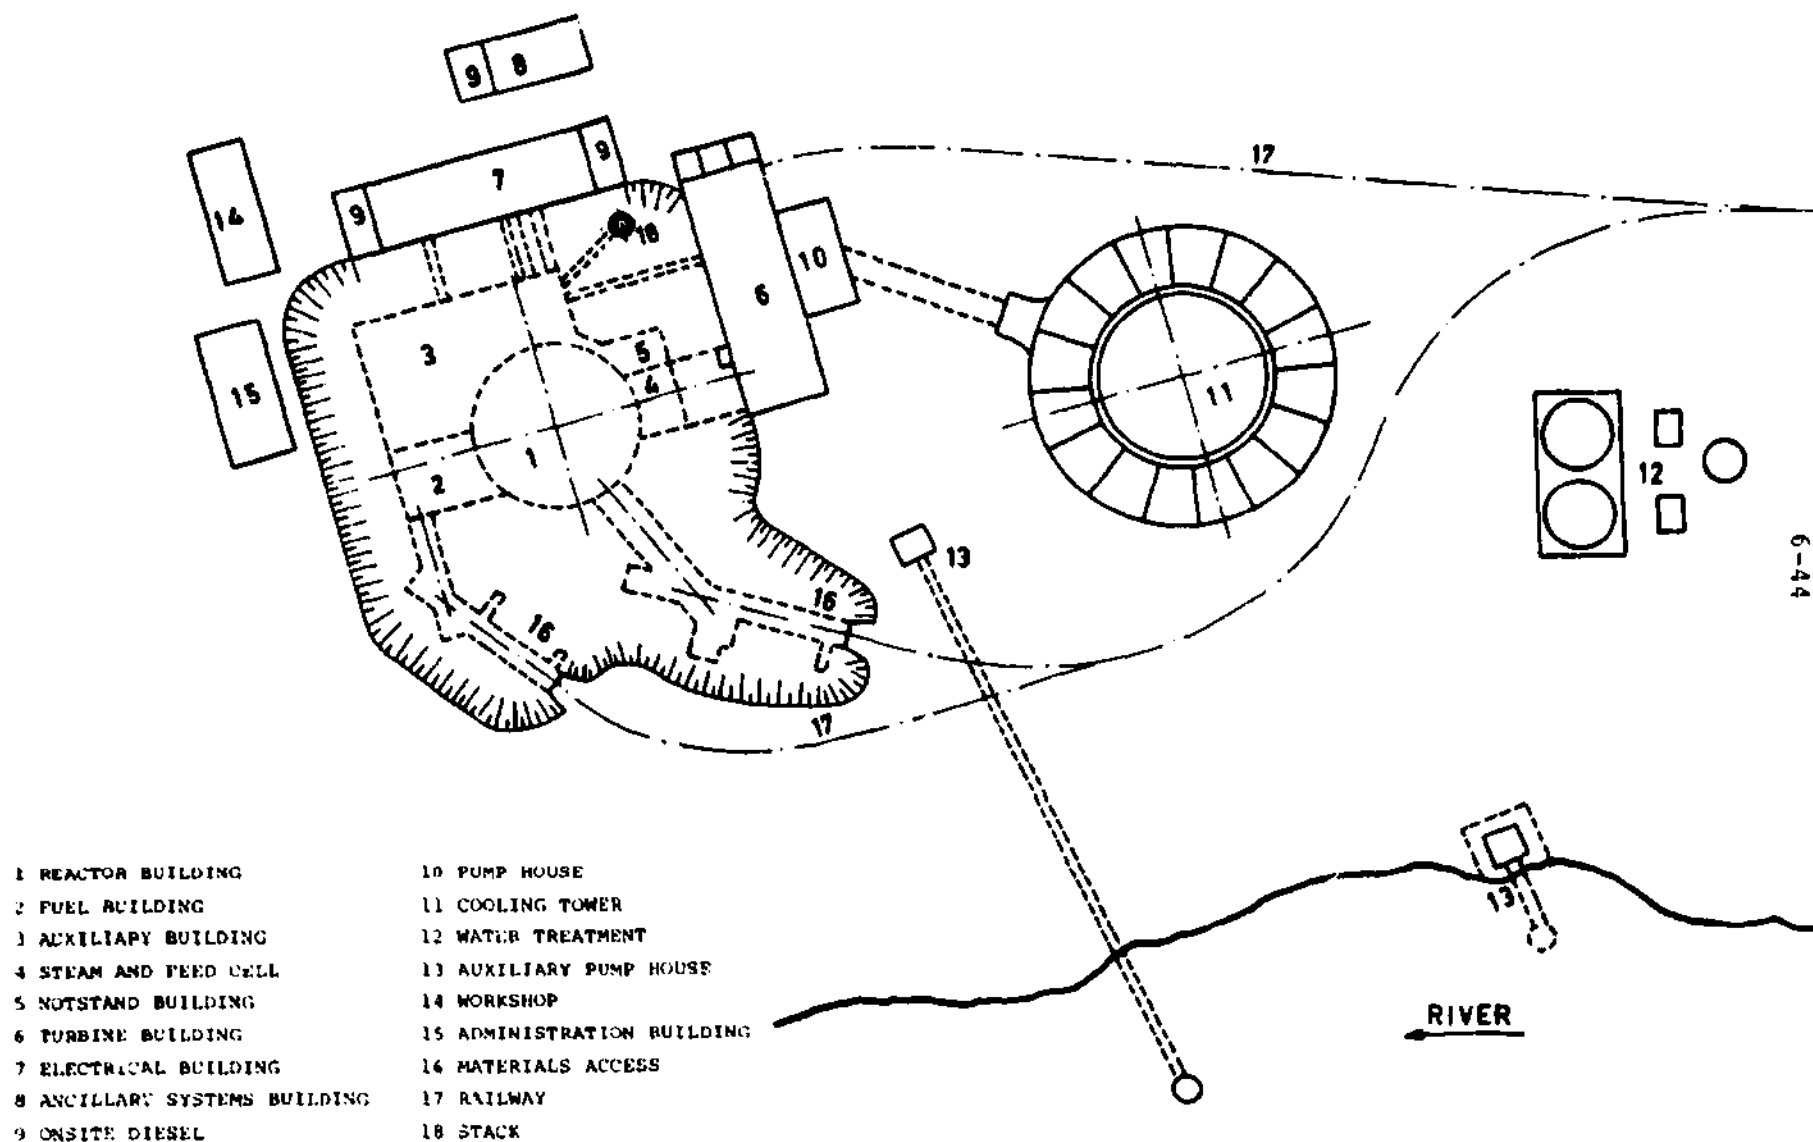 9 8
17
9
7
14
9
18
10
6
3
5
4
11
15
1
2
12
13
16
16
17
6-44
13
RIVER
1 REACTOR BUILDING
2 FUEL BUILDING
3 AUXILIARY BUILDING
4 STEAM AND FEED CELL
5 NOTSTAND BUILDING
6 TURBINE BUILDING
7 ELECTRICAL BUILDING
8 ANCILLARY SYSTEMS BUILDING
9 ONSITE DIESEL
10 PUMP HOUSE
11 COOLING TOWER
12 WATER TREATMENT
13 AUXILIARY PUMP HOUSE
14 WORKSHOP
15 ADMINISTRATION BUILDING
16 MATERIALS ACCESS
17 RAILWAY
18 STACK